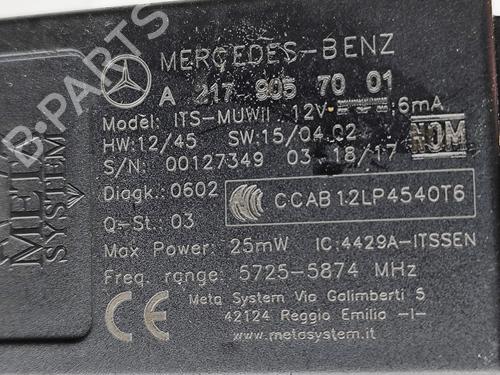 MERCEDES-BENZ
A 217 905 70 01
Model: ITS-MUWII 12V 6mA
HW:12/45 SW:15/04.02 NOM
S/N: 00127349 03 18/17
Diagk.:0602 CCAB12LP4540T6
Q-St.: 03
Max Power: 25mW IC:4429A-ITSSEN
Freq. range: 5725-5874 MHz
CE Meta System Via Galimberti 5
42124 Reggio Emilia -I-
www.metasystem.it
META
SYSTEM
B-PARTS